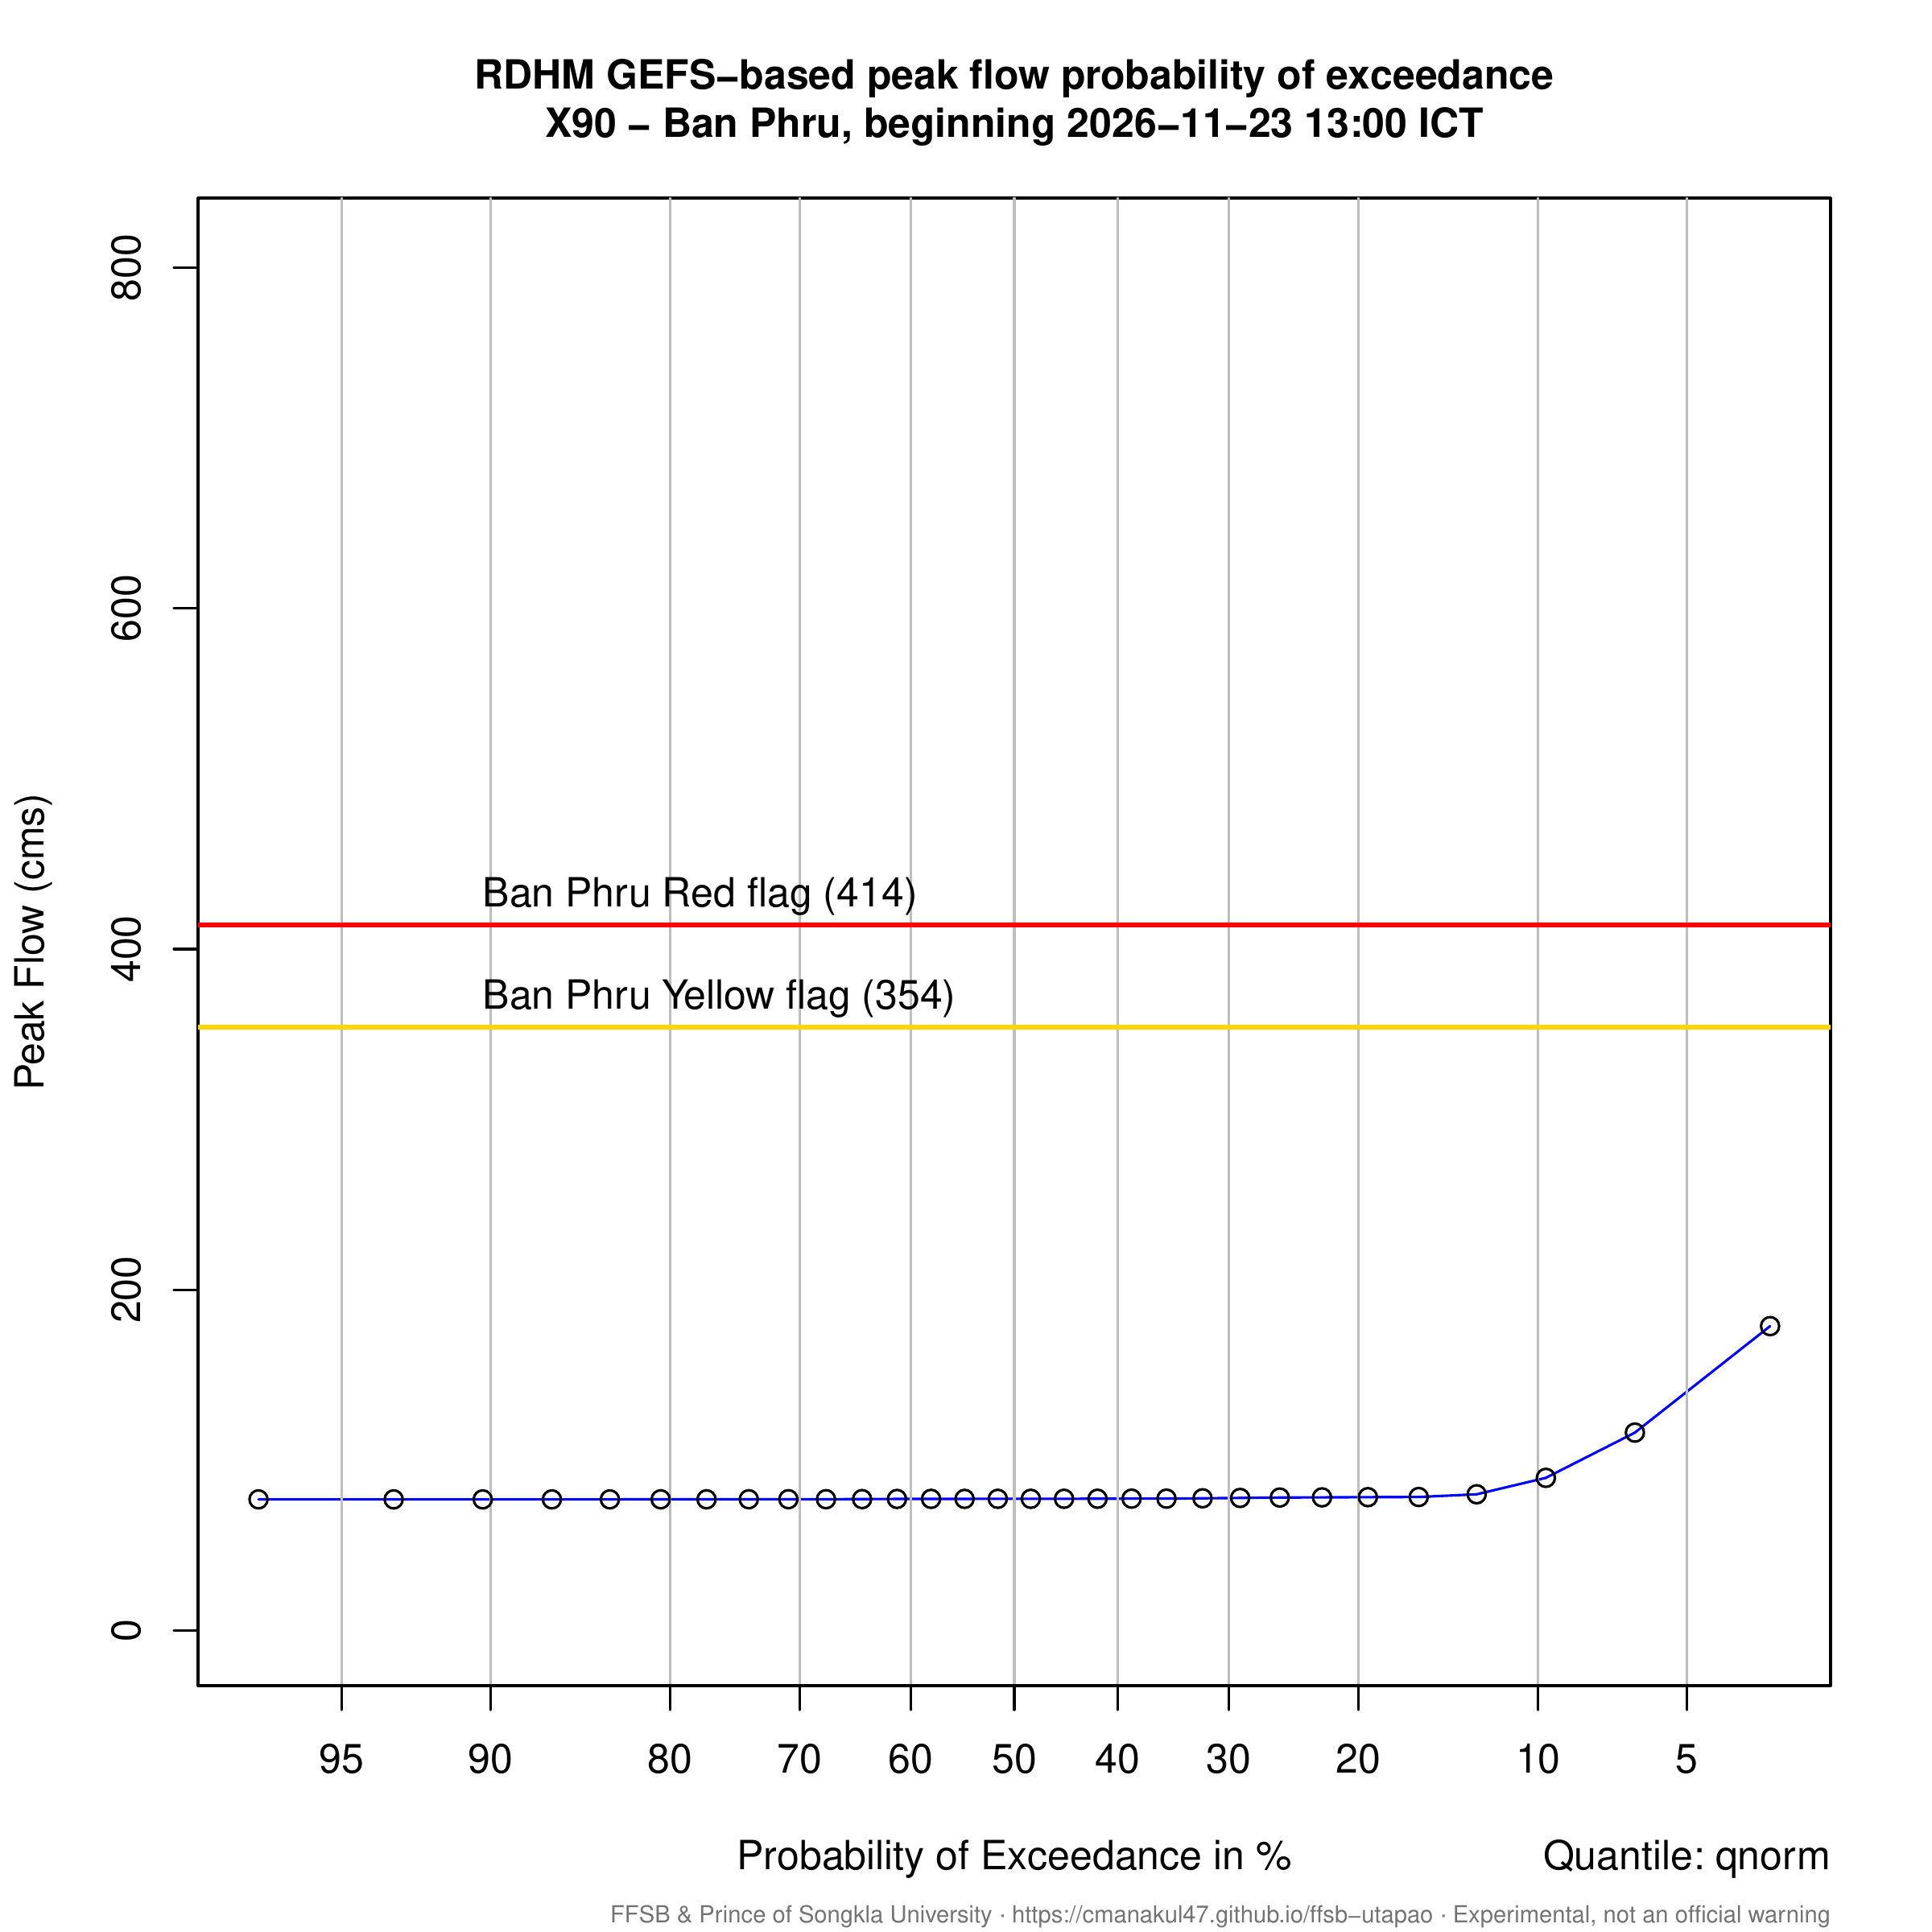 RDHM GEFS−based peak flow probability of exceedance
X90 − Ban Phru, beginning 2026−11−23 13:00 ICT
800
600
400
200
0
Peak Flow (cms)
Ban Phru Red flag (414)
Ban Phru Yellow flag (354)
95 90 80 70 60 50 40 30 20 10 5
Probability of Exceedance in %
Quantile: qnorm
FFSB & Prince of Songkla University · https://cmanakul47.github.io/ffsb−utapao · Experimental, not an official warning